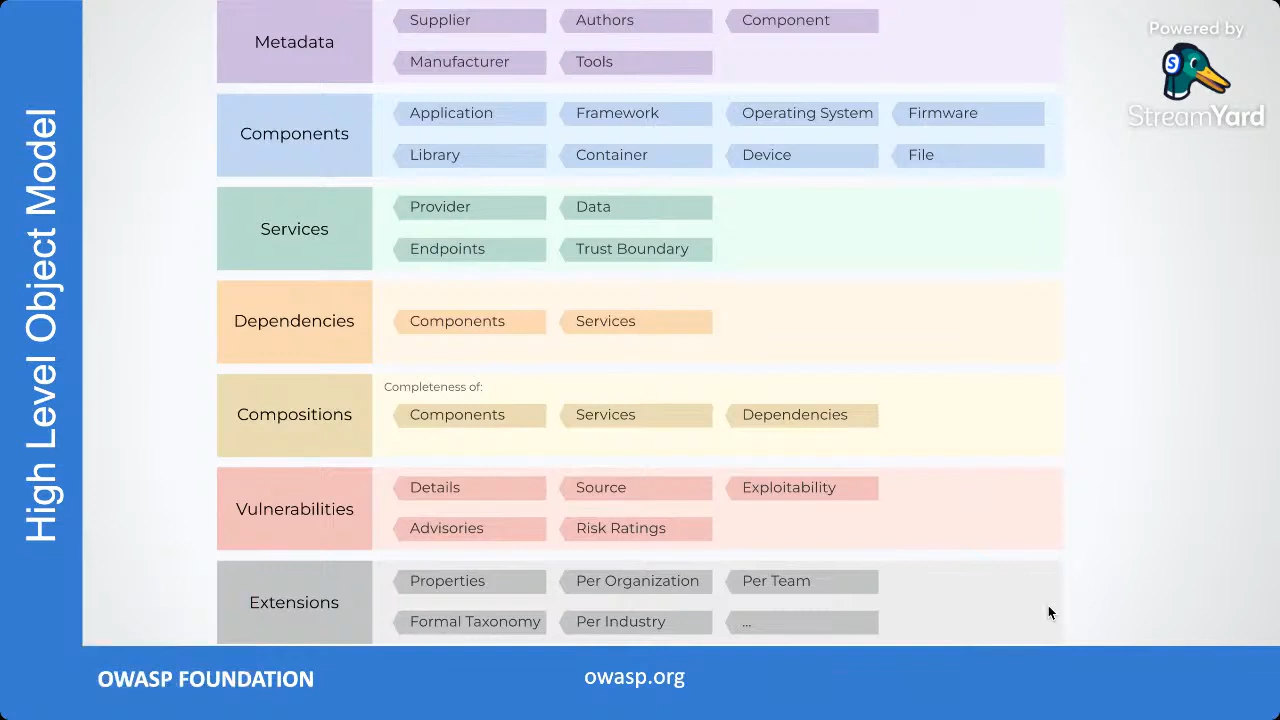 High Level Object Model
Powered by
StreamYard
Metadata
Supplier Authors Component
Manufacturer Tools
Components
Application Framework Operating System Firmware
Library Container Device File
Services
Provider Data
Endpoints Trust Boundary
Dependencies
Components Services
Compositions
Completeness of:
Components Services Dependencies
Vulnerabilities
Details Source Exploitability
Advisories Risk Ratings
Extensions
Properties Per Organization Per Team
Formal Taxonomy Per Industry ...
OWASP FOUNDATION
owasp.org